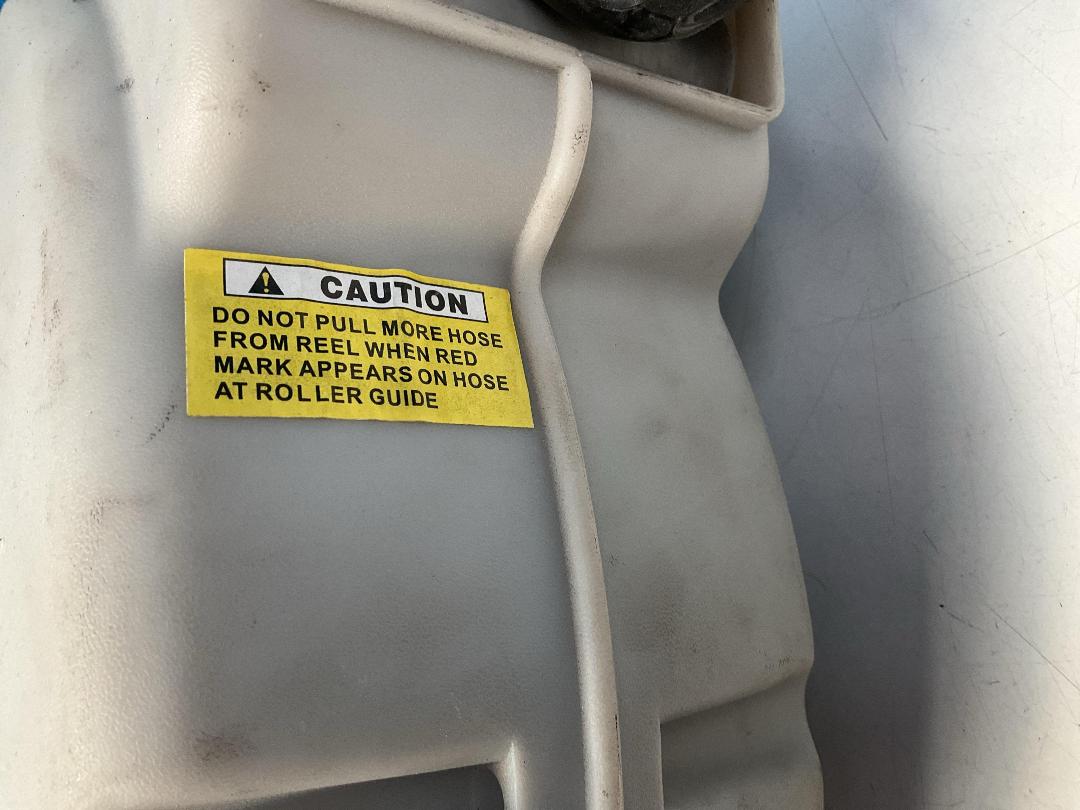 CAUTION
DO NOT PULL MORE HOSE
FROM REEL WHEN RED
MARK APPEARS ON HOSE
AT ROLLER GUIDE